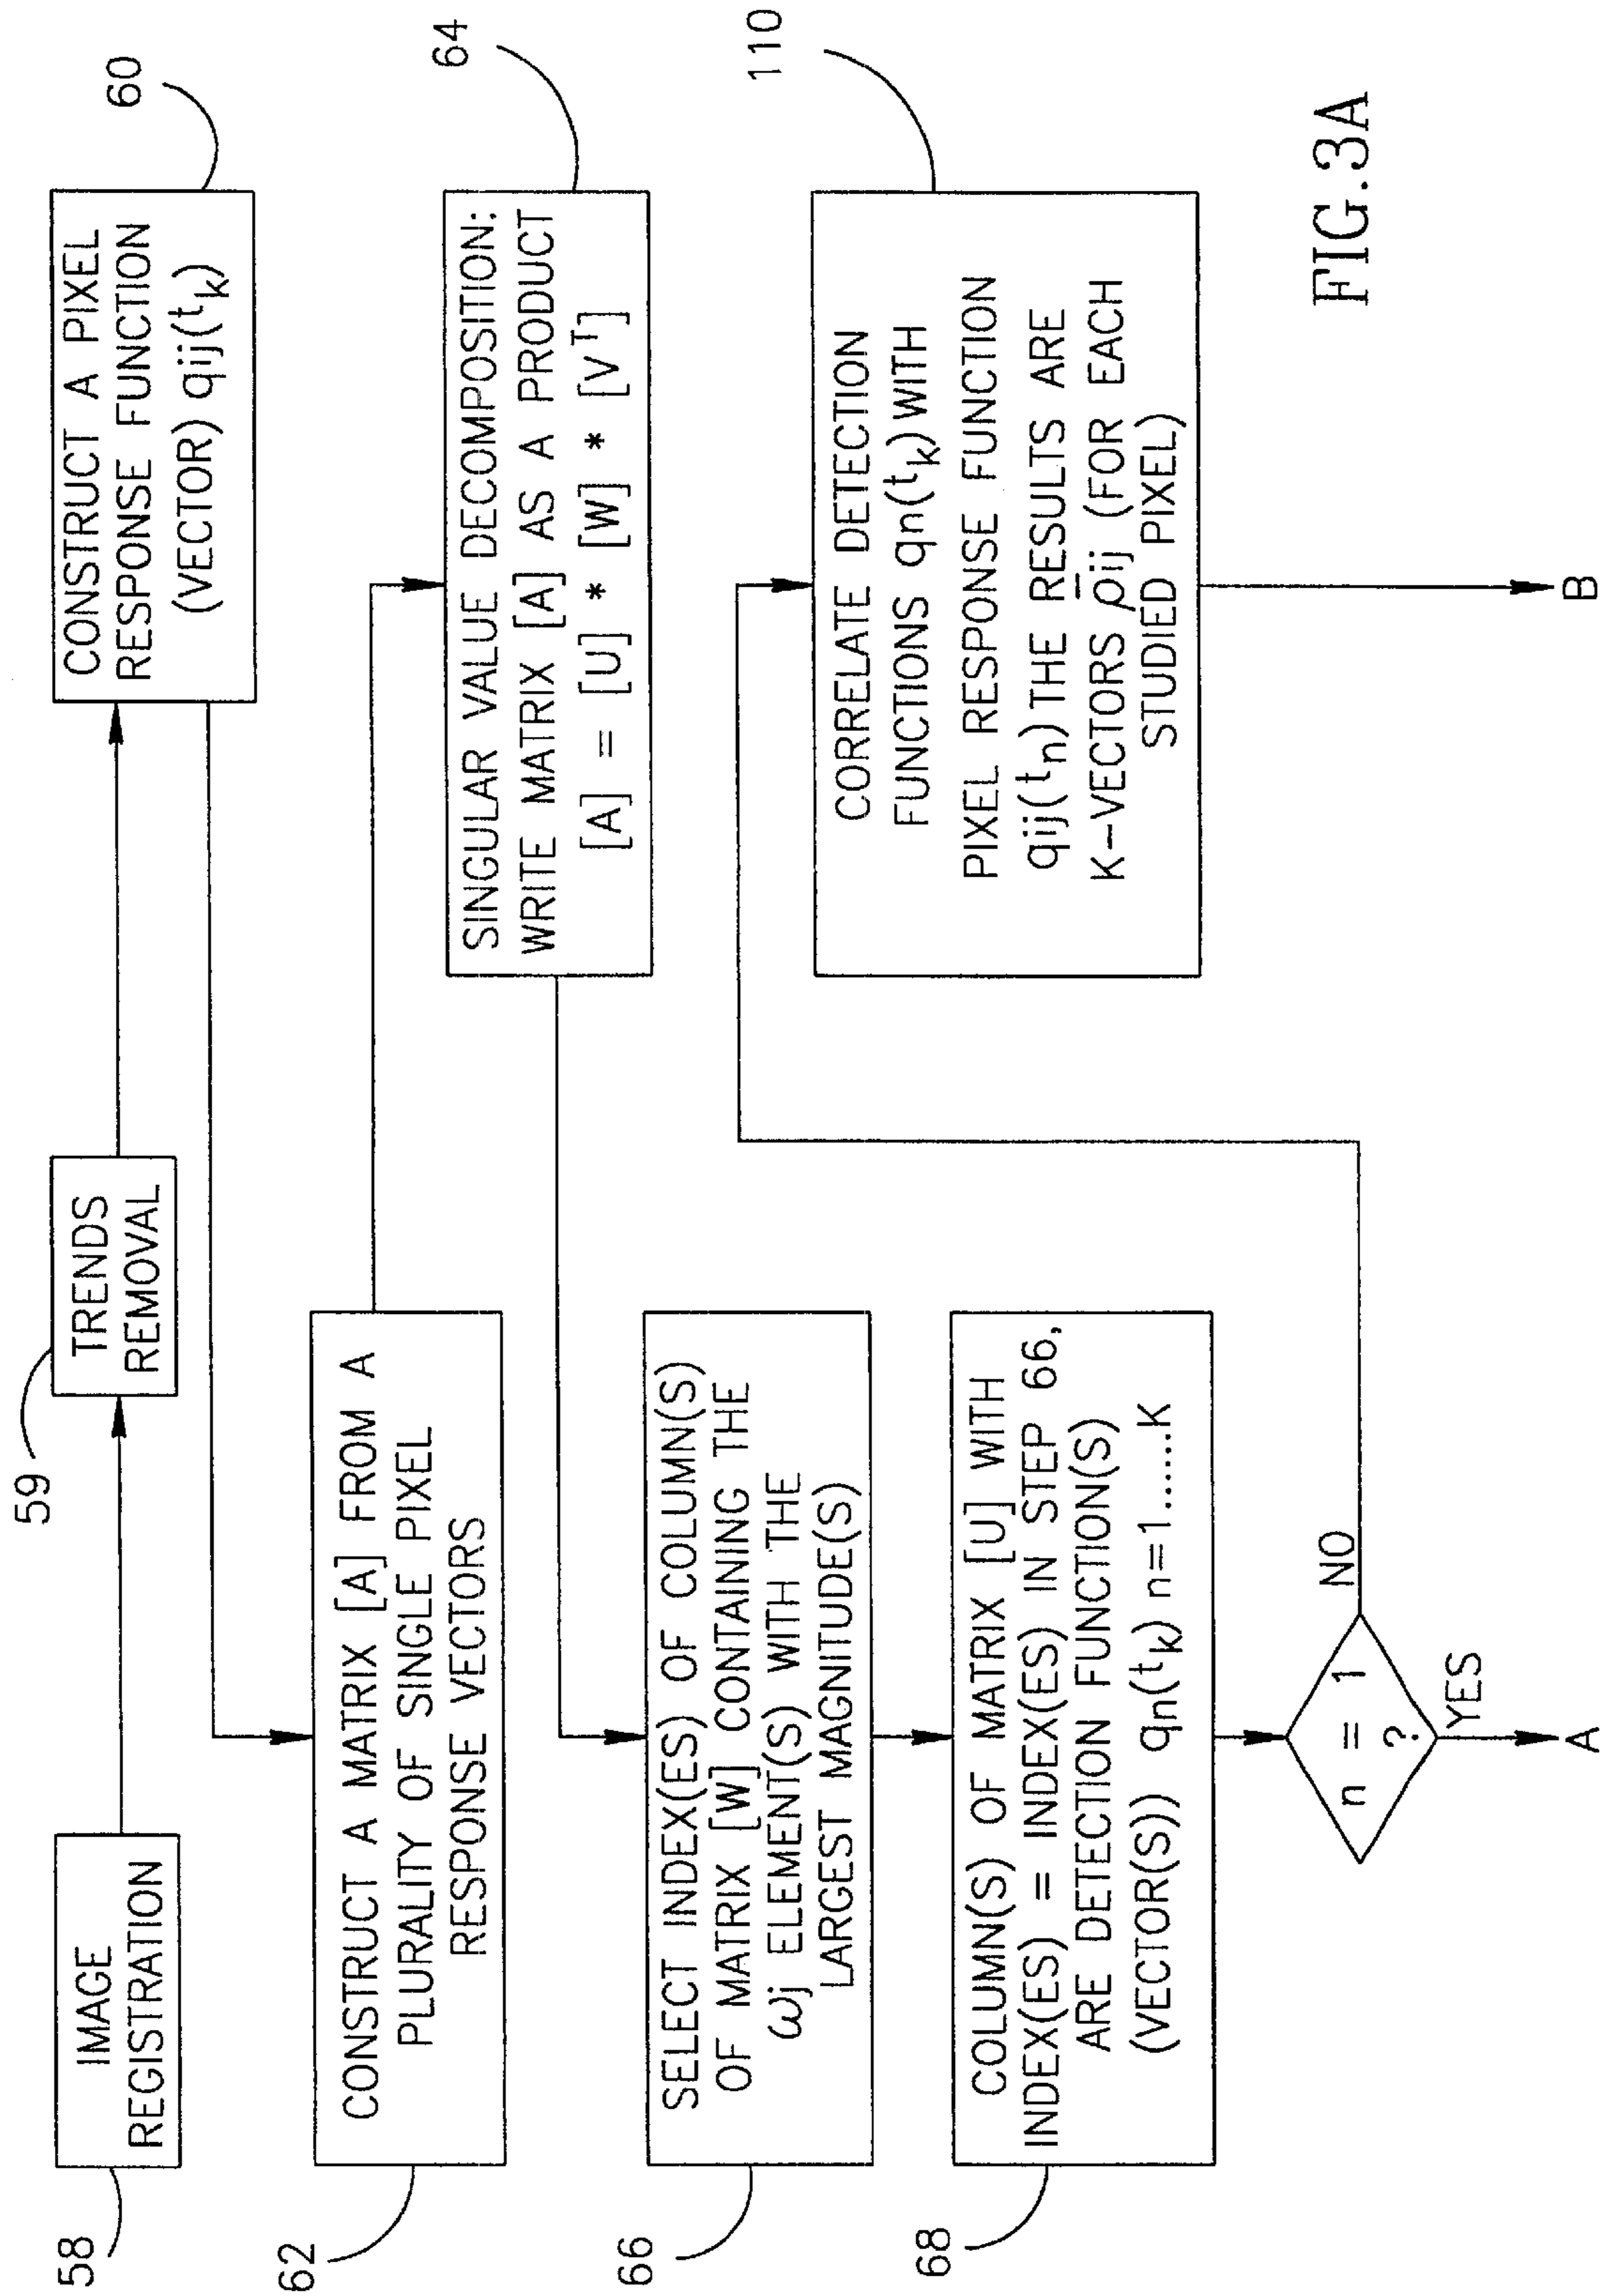 58
IMAGE
REGISTRATION
59
TRENDS
REMOVAL
60
CONSTRUCT A PIXEL
RESPONSE FUNCTION
(VECTOR) qij(tk)
62
CONSTRUCT A MATRIX [A] FROM A
PLURALITY OF SINGLE PIXEL
RESPONSE VECTORS
64
SINGULAR VALUE DECOMPOSITION:
WRITE MATRIX [A] AS A PRODUCT
[A] = [U] * [W] * [VT]
66
SELECT INDEX(ES) OF COLUMN(S)
OF MATRIX [W] CONTAINING THE
ωj ELEMENT(S) WITH THE
LARGEST MAGNITUDE(S)
68
COLUMN(S) OF MATRIX [U] WITH
INDEX(ES) = INDEX(ES) IN STEP 66,
ARE DETECTION FUNCTION(S)
(VECTOR(S)) qn(tk) n=1......K
n = 1
?
NO
YES
A
110
CORRELATE DETECTION
FUNCTIONS qn(tk) WITH
PIXEL RESPONSE FUNCTION
qij(tn) THE RESULTS ARE
K-VECTORS ρ̄ij (FOR EACH
STUDIED PIXEL)
B
FIG.3A